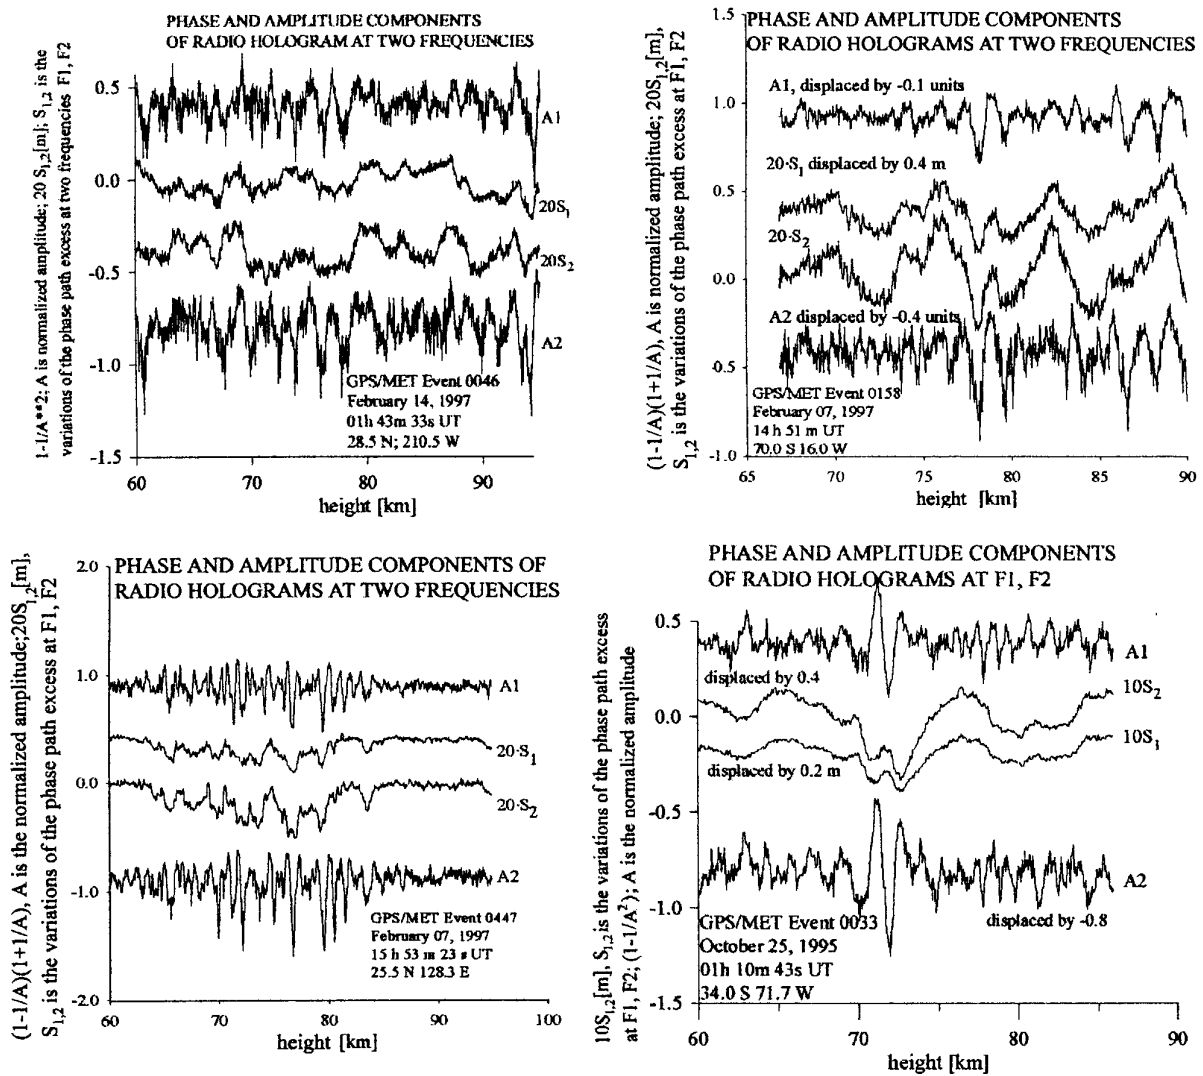 PHASE AND AMPLITUDE COMPONENTS
OF RADIO HOLOGRAM AT TWO FREQUENCIES
1-1/A**2; A is normalized amplitude; 20 S1,2[m]; S1,2 is the
variations of the phase path excess at two frequencies F1, F2
0.5
0.0
-0.5
-1.0
-1.5
A1
20S1
20S2
A2
GPS/MET Event 0046
February 14, 1997
01h 43m 33s UT
28.5 N; 210.5 W
60
70
80
90
height [km]
PHASE AND AMPLITUDE COMPONENTS
OF RADIO HOLOGRAMS AT TWO FREQUENCIES
(1-1/A)(1+1/A), A is normalized amplitude; 20S1,2[m],
S1,2 is the variations of the phase path excess at F1, F2
1.0
0.5
0.0
-0.5
-1.0
A1, displaced by -0.1 units
20·S1 displaced by 0.4 m
20·S2
A2 displaced by -0.4 units
GPS/MET Event 0158
February 07, 1997
14 h 51 m UT
70.0 S 16.0 W
65
70
75
80
85
90
height [km]
PHASE AND AMPLITUDE COMPONENTS OF
RADIO HOLOGRAMS AT TWO FREQUENCIES
(1-1/A)(1+1/A), A is the normalized amplitude;20S1,2[m],
S1,2 is the variations of the phase path excess at F1, F2
2.0
1.0
0.0
-1.0
-2.0
A1
20·S1
20·S2
A2
GPS/MET Event 0447
February 07, 1997
15 h 53 m 23 s UT
25.5 N 128.3 E
60
70
80
90
100
height [km]
PHASE AND AMPLITUDE COMPONENTS
OF RADIO HOLOGRAMS AT F1, F2
10S1,2[m], S1,2 is the variations of the phase path excess
at F1, F2; (1-1/A²); A is the normalized amplitude
0.5
0.0
-0.5
-1.0
-1.5
A1
displaced by 0.4
10S2
10S1
displaced by 0.2 m
A2
displaced by -0.8
GPS/MET Event 0033
October 25, 1995
01h 10m 43s UT
34.0 S 71.7 W
60
70
80
90
height [km]